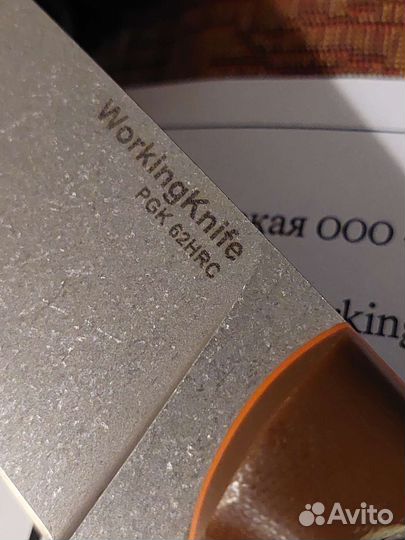 WorkingKnife
PGK 62HRC
кая ООО
king
Avito